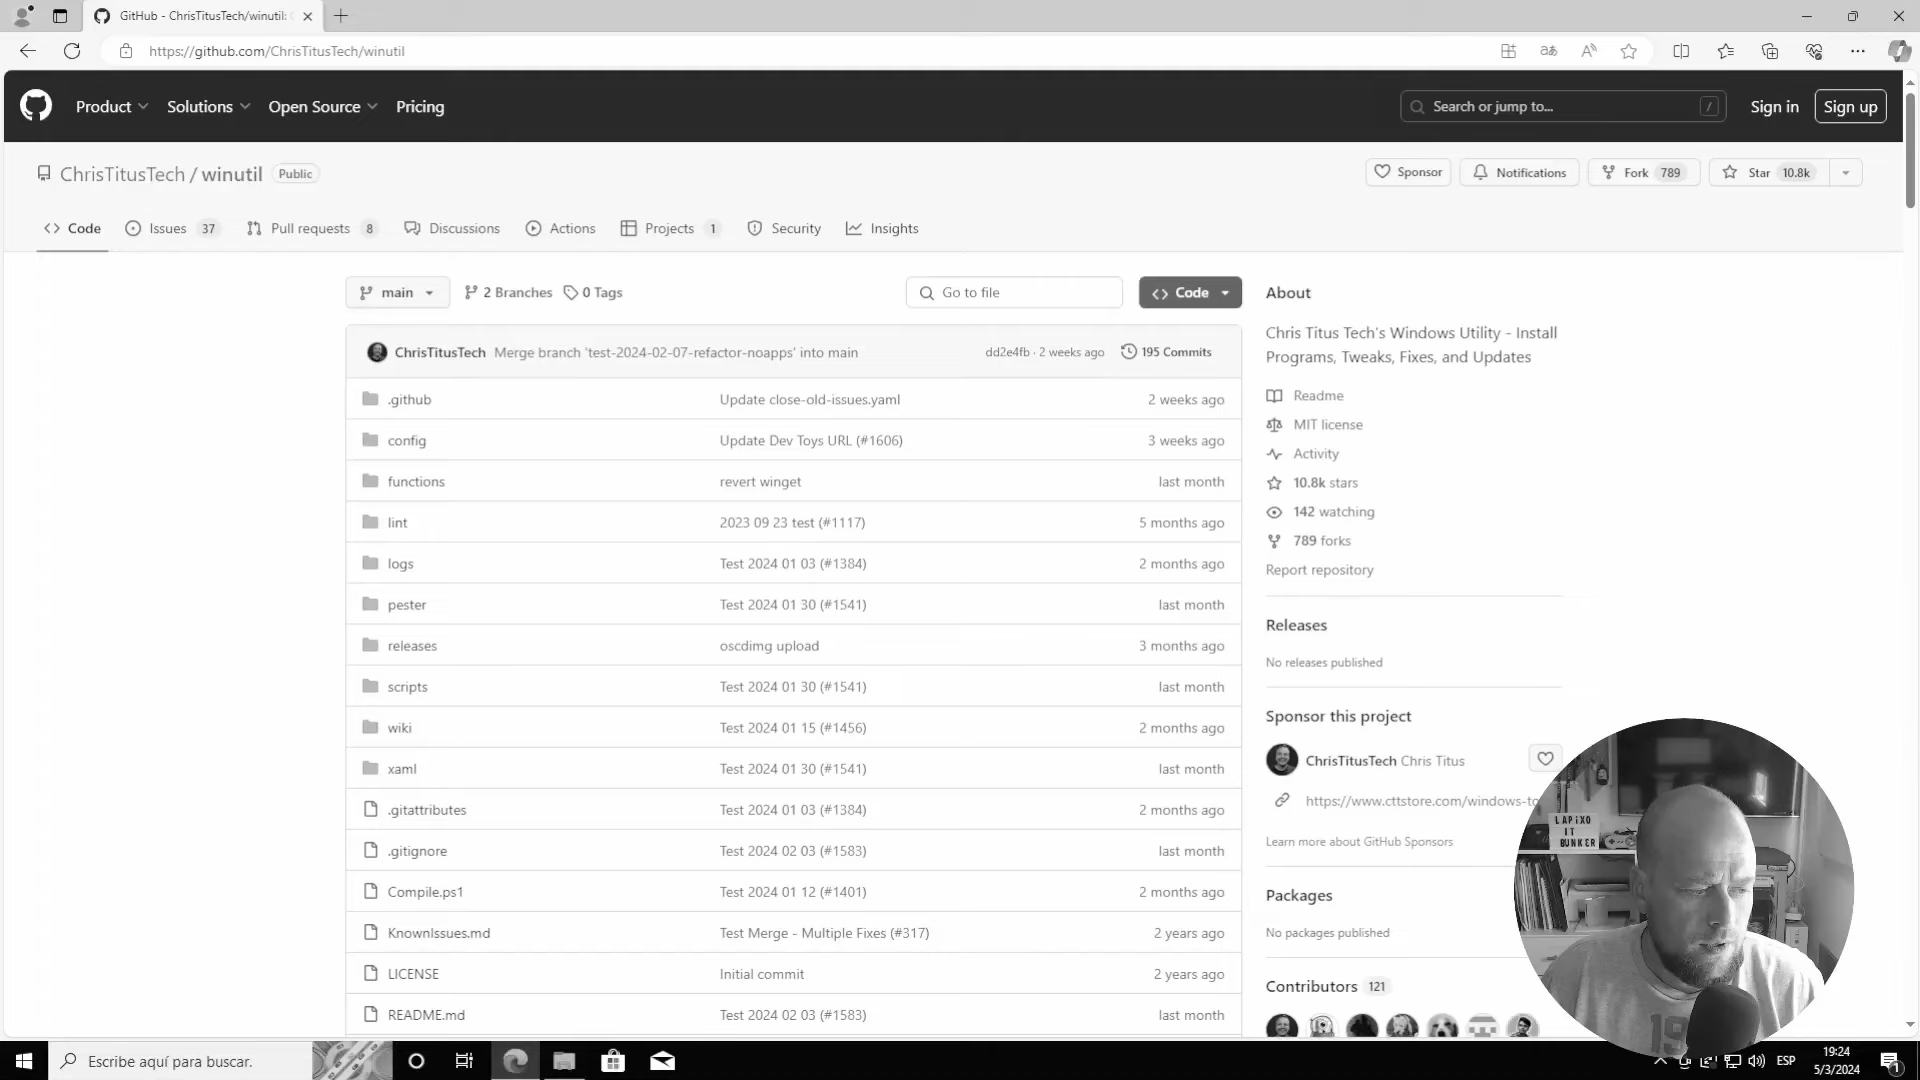 GitHub - ChrisTitusTech/winutil: C
https://github.com/ChrisTitusTech/winutil
Product
Solutions
Open Source
Pricing
Search or jump to...
/
Sign in
Sign up
ChrisTitusTech / winutil
Public
Sponsor
Notifications
Fork 789
Star 10.8k
Code
Issues 37
Pull requests 8
Discussions
Actions
Projects 1
Security
Insights
main
2 Branches
0 Tags
Go to file
Code
ChrisTitusTech Merge branch 'test-2024-02-07-refactor-noapps' into main dd2e4fb · 2 weeks ago 195 Commits
.github Update close-old-issues.yaml 2 weeks ago
config Update Dev Toys URL (#1606) 3 weeks ago
functions revert winget last month
lint 2023 09 23 test (#1117) 5 months ago
logs Test 2024 01 03 (#1384) 2 months ago
pester Test 2024 01 30 (#1541) last month
releases oscdimg upload 3 months ago
scripts Test 2024 01 30 (#1541) last month
wiki Test 2024 01 15 (#1456) 2 months ago
xaml Test 2024 01 30 (#1541) last month
.gitattributes Test 2024 01 03 (#1384) 2 months ago
.gitignore Test 2024 02 03 (#1583) last month
Compile.ps1 Test 2024 01 12 (#1401) 2 months ago
KnownIssues.md Test Merge - Multiple Fixes (#317) 2 years ago
LICENSE Initial commit 2 years ago
README.md Test 2024 02 03 (#1583) last month
About
Chris Titus Tech's Windows Utility - Install
Programs, Tweaks, Fixes, and Updates
Readme
MIT license
Activity
10.8k stars
142 watching
789 forks
Report repository
Releases
No releases published
Sponsor this project
ChrisTitusTech Chris Titus
https://www.cttstore.com/windows-to
Learn more about GitHub Sponsors
Packages
No packages published
Contributors 121
LAPiXO
IT
BUNKER
19
Escribe aquí para buscar.
ESP
19:24
5/3/2024
1